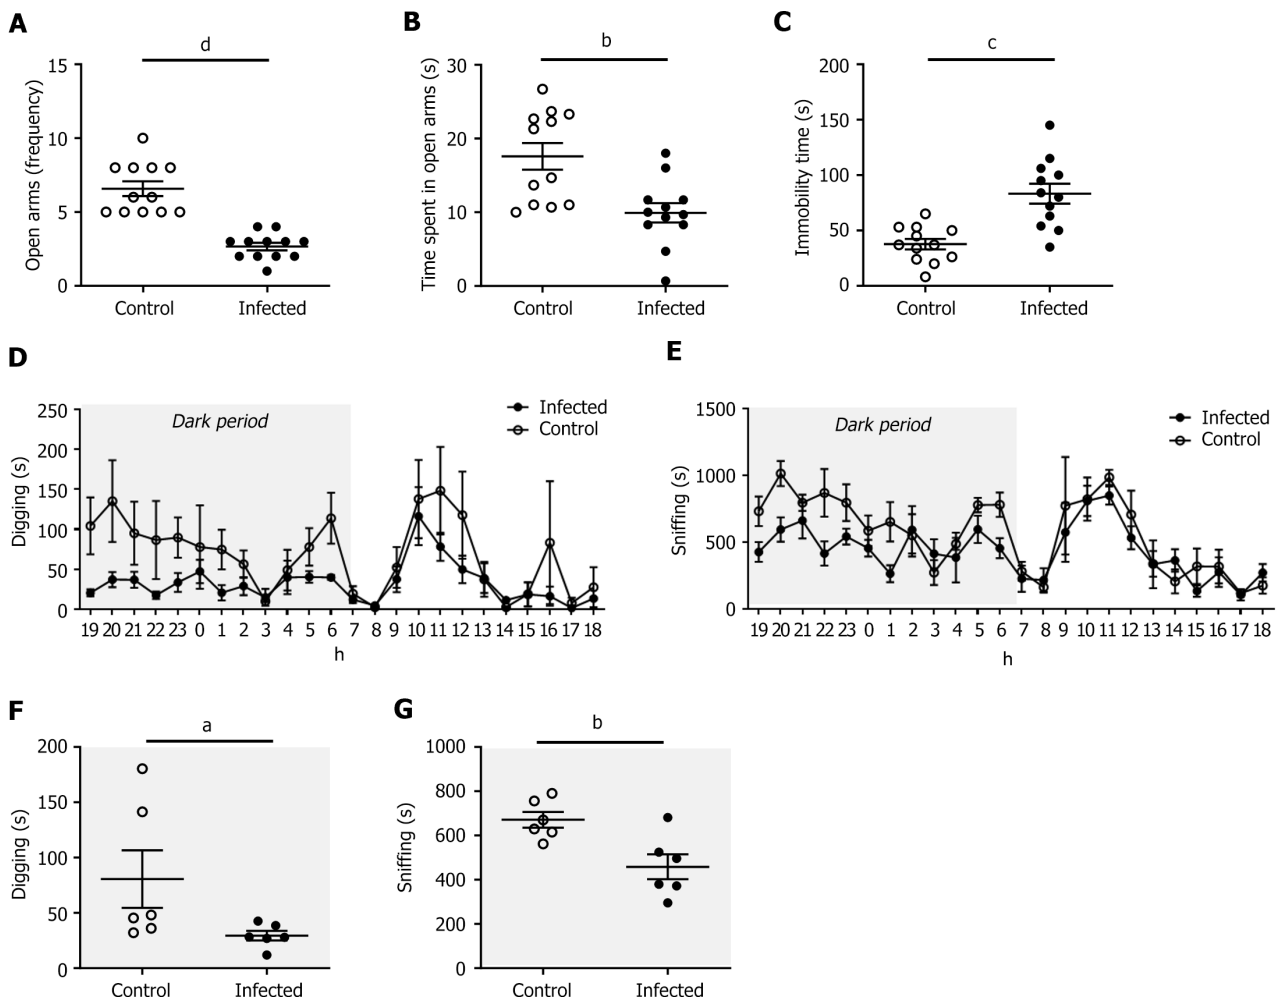 A
d
Open arms (frequency)
15
10
5
0
Control Infected
B
b
Time spent in open arms (s)
30
20
10
0
Control Infected
C
c
Immobility time (s)
200
150
100
50
0
Control Infected
D
Digging (s)
250
200
150
100
50
0
Dark period
Infected
Control
19 20 21 22 23 0 1 2 3 4 5 6 7 8 9 10 11 12 13 14 15 16 17 18
h
E
Sniffing (s)
1500
1000
500
0
Dark period
Infected
Control
19 20 21 22 23 0 1 2 3 4 5 6 7 8 9 10 11 12 13 14 15 16 17 18
h
F
a
Digging (s)
200
150
100
50
0
Control Infected
G
b
Sniffing (s)
1000
800
600
400
200
0
Control Infected